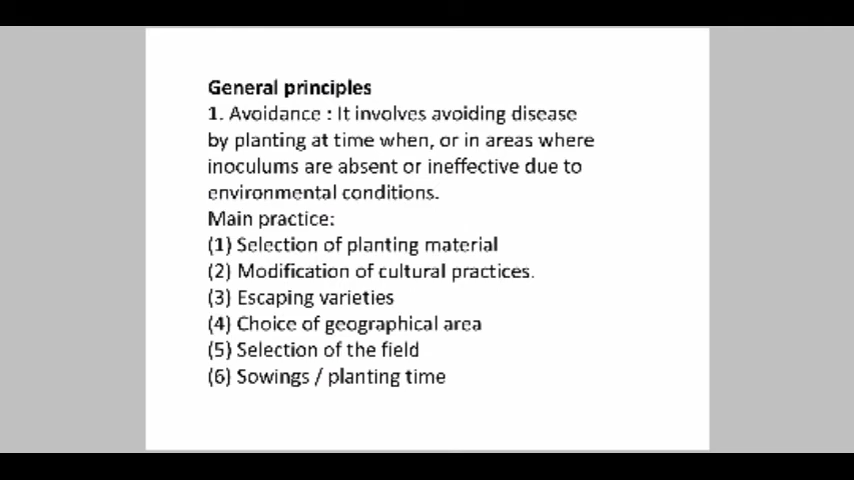 General principles
1. Avoidance : It involves avoiding disease
by planting at time when, or in areas where
inoculums are absent or ineffective due to
environmental conditions.
Main practice:
(1) Selection of planting material
(2) Modification of cultural practices.
(3) Escaping varieties
(4) Choice of geographical area
(5) Selection of the field
(6) Sowings / planting time